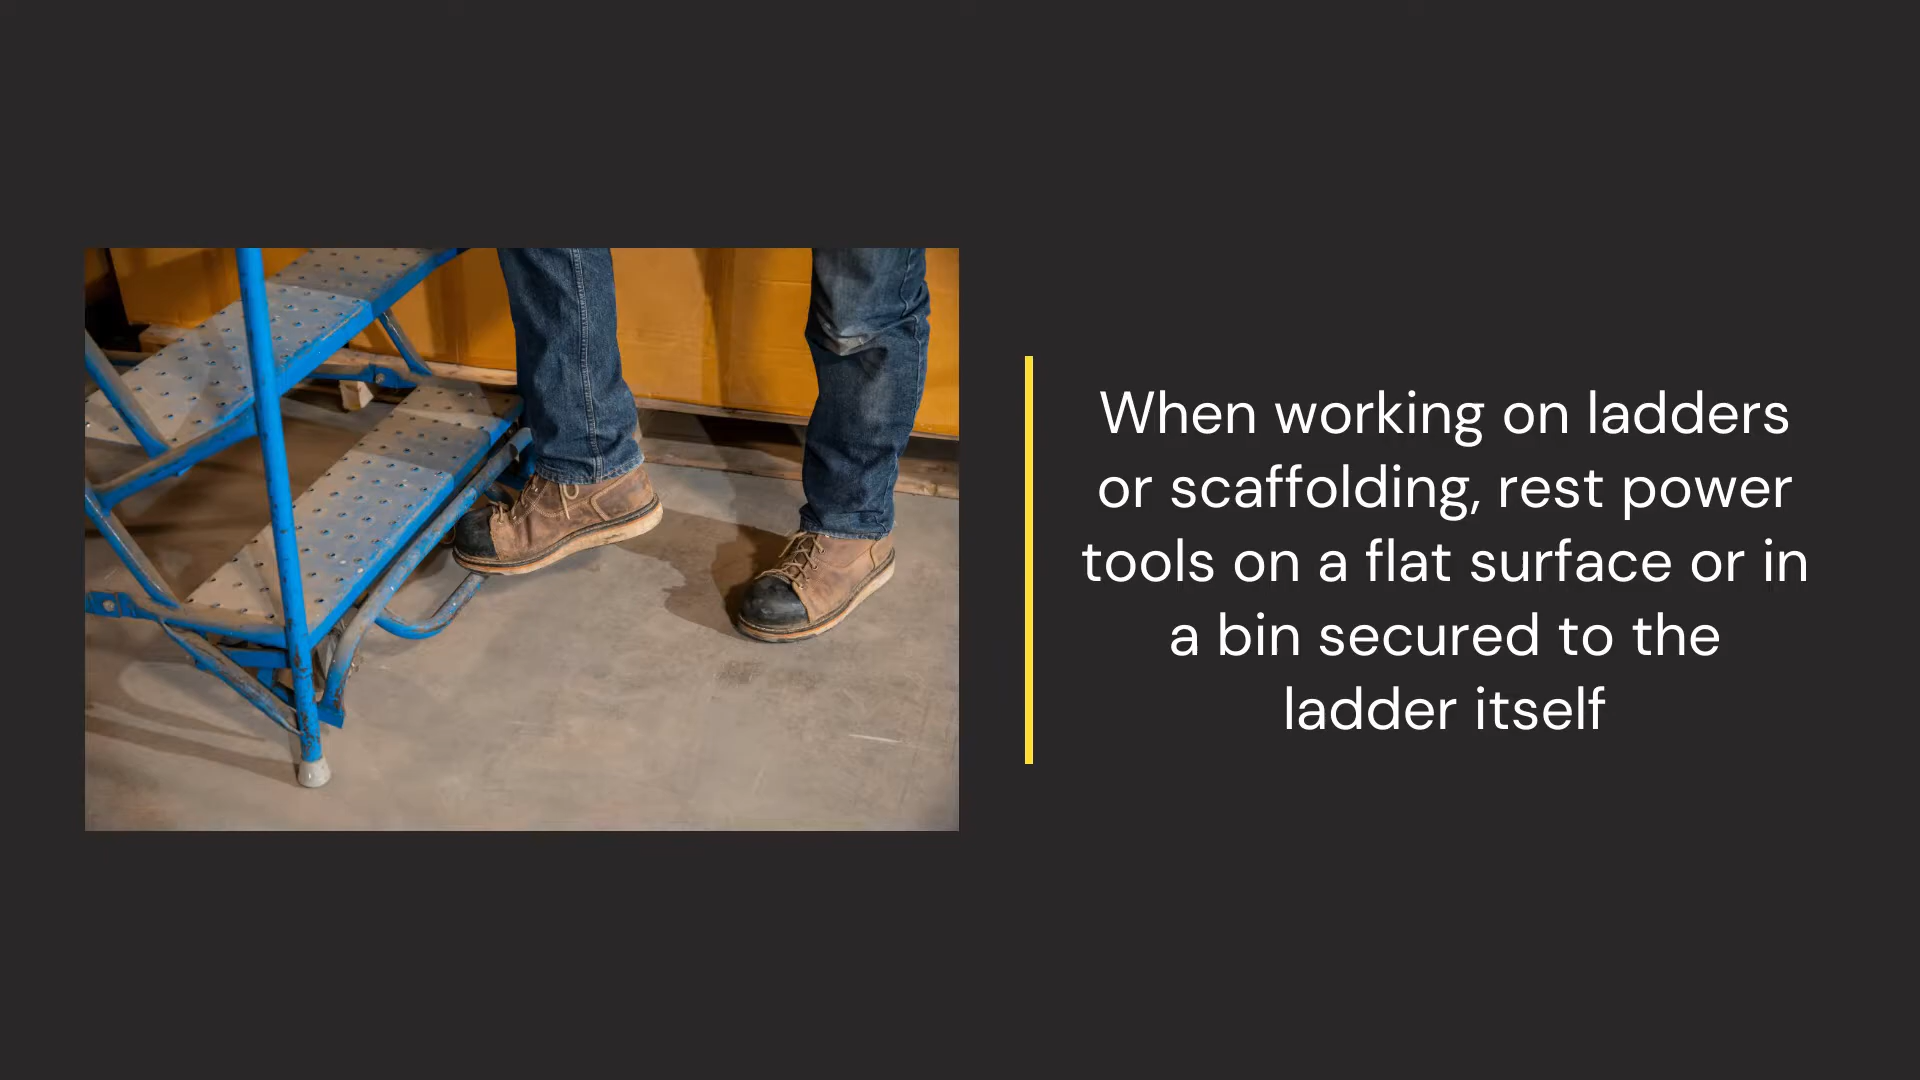 When working on ladders
or scaffolding, rest power
tools on a flat surface or in
a bin secured to the
ladder itself